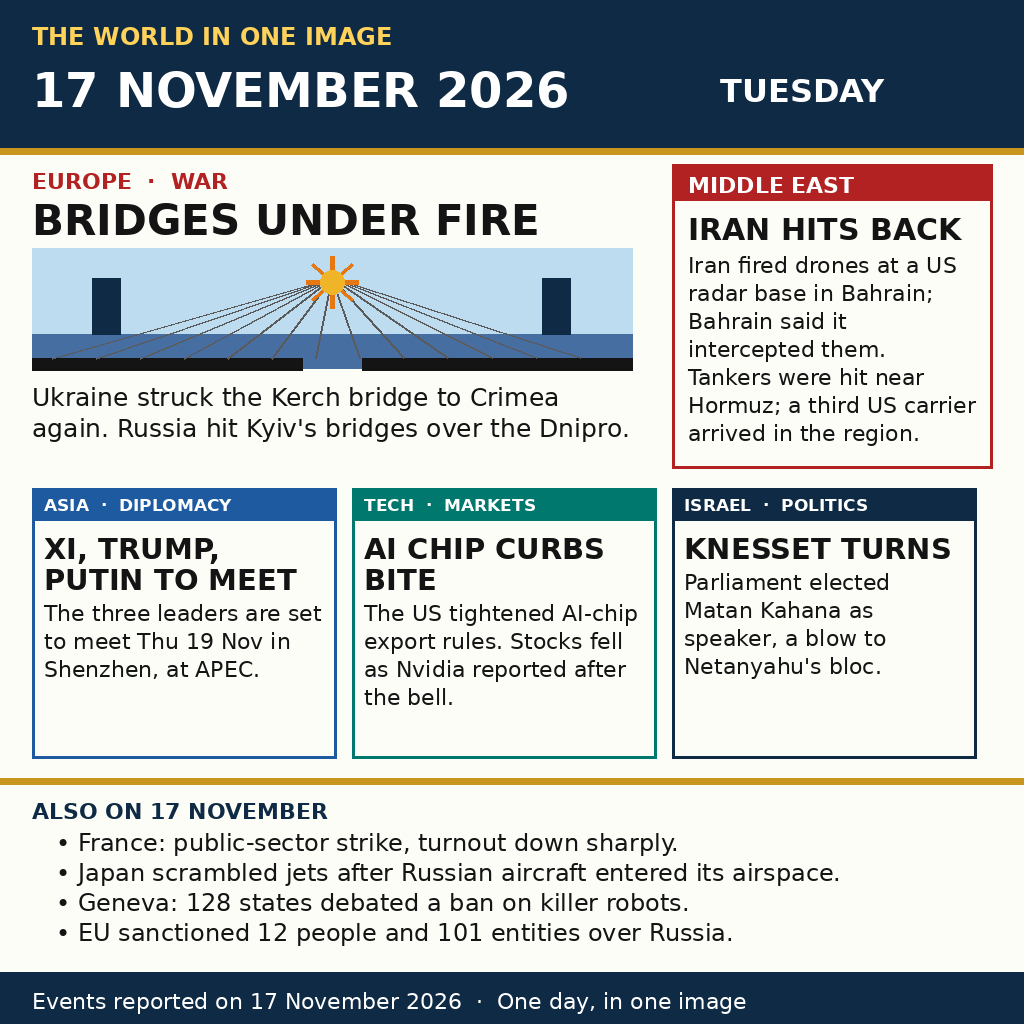 THE WORLD IN ONE IMAGE
17 NOVEMBER 2026
TUESDAY
EUROPE · WAR
BRIDGES UNDER FIRE
Ukraine struck the Kerch bridge to Crimea
again. Russia hit Kyiv's bridges over the Dnipro.
MIDDLE EAST
IRAN HITS BACK
Iran fired drones at a US
radar base in Bahrain;
Bahrain said it
intercepted them.
Tankers were hit near
Hormuz; a third US carrier
arrived in the region.
ASIA · DIPLOMACY
XI, TRUMP,
PUTIN TO MEET
The three leaders are set
to meet Thu 19 Nov in
Shenzhen, at APEC.
TECH · MARKETS
AI CHIP CURBS
BITE
The US tightened AI-chip
export rules. Stocks fell
as Nvidia reported after
the bell.
ISRAEL · POLITICS
KNESSET TURNS
Parliament elected
Matan Kahana as
speaker, a blow to
Netanyahu's bloc.
ALSO ON 17 NOVEMBER
• France: public-sector strike, turnout down sharply.
• Japan scrambled jets after Russian aircraft entered its airspace.
• Geneva: 128 states debated a ban on killer robots.
• EU sanctioned 12 people and 101 entities over Russia.
Events reported on 17 November 2026 · One day, in one image